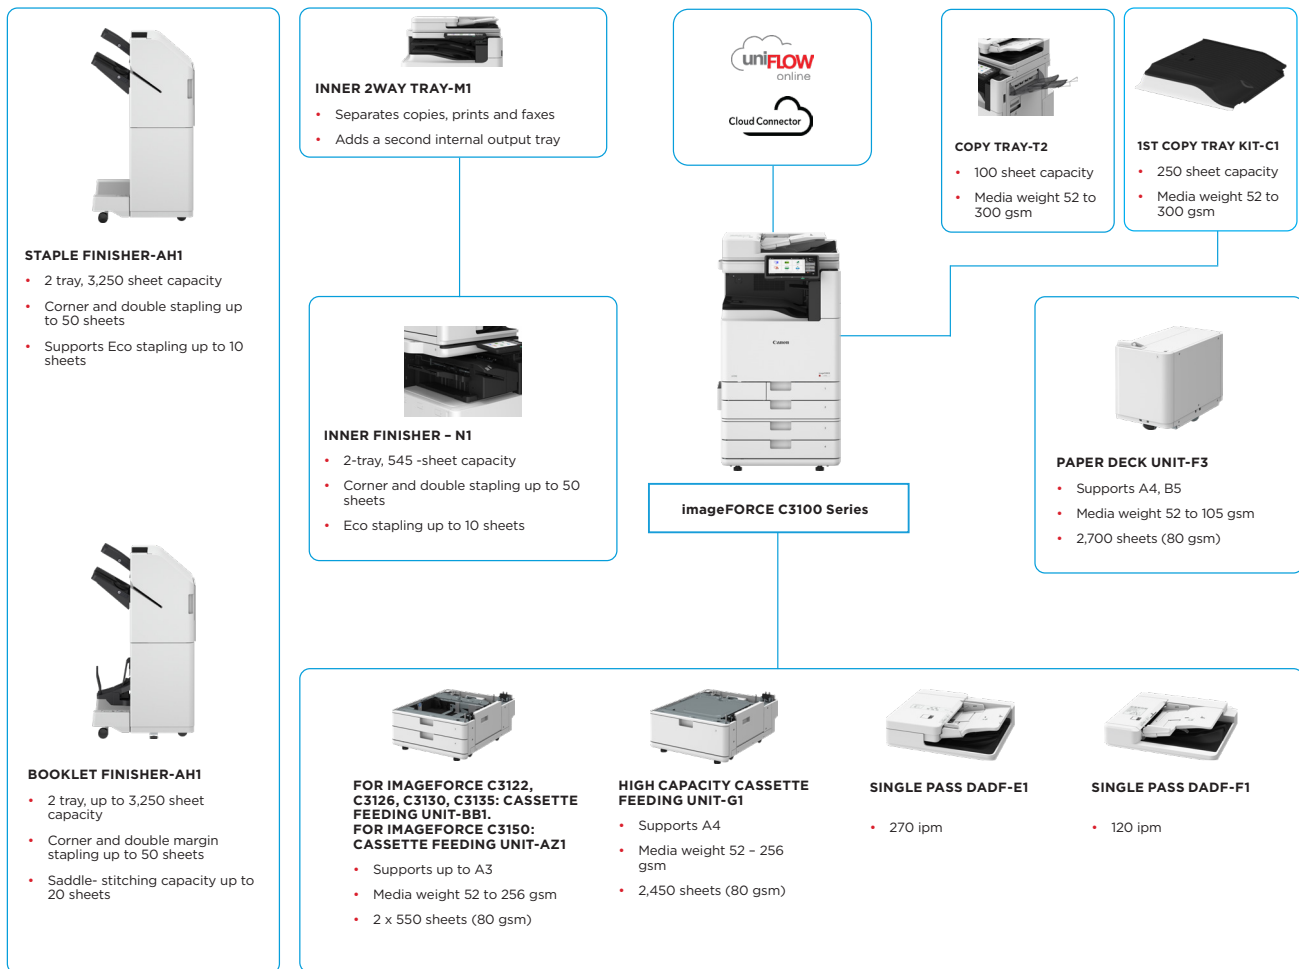 STAPLE FINISHER-AH1
• 2 tray, 3,250 sheet capacity
• Corner and double stapling up
to 50 sheets
• Supports Eco stapling up to 10
sheets
BOOKLET FINISHER-AH1
• 2 tray, up to 3,250 sheet
capacity
• Corner and double margin
stapling up to 50 sheets
• Saddle- stitching capacity up to
20 sheets
INNER 2WAY TRAY-M1
• Separates copies, prints and faxes
• Adds a second internal output tray
INNER FINISHER – N1
• 2-tray, 545 -sheet capacity
• Corner and double stapling up to 50
sheets
• Eco stapling up to 10 sheets
uniFLOW
online
Cloud Connector
Canon
imageFORCE C3100 Series
COPY TRAY-T2
• 100 sheet capacity
• Media weight 52 to
300 gsm
1ST COPY TRAY KIT-C1
• 250 sheet capacity
• Media weight 52 to
300 gsm
PAPER DECK UNIT-F3
• Supports A4, B5
• Media weight 52 to 105 gsm
• 2,700 sheets (80 gsm)
FOR IMAGEFORCE C3122,
C3126, C3130, C3135: CASSETTE
FEEDING UNIT-BB1.
FOR IMAGEFORCE C3150:
CASSETTE FEEDING UNIT-AZ1
• Supports up to A3
• Media weight 52 to 256 gsm
• 2 x 550 sheets (80 gsm)
HIGH CAPACITY CASSETTE
FEEDING UNIT-G1
• Supports A4
• Media weight 52 – 256
gsm
• 2,450 sheets (80 gsm)
SINGLE PASS DADF-E1
• 270 ipm
SINGLE PASS DADF-F1
• 120 ipm